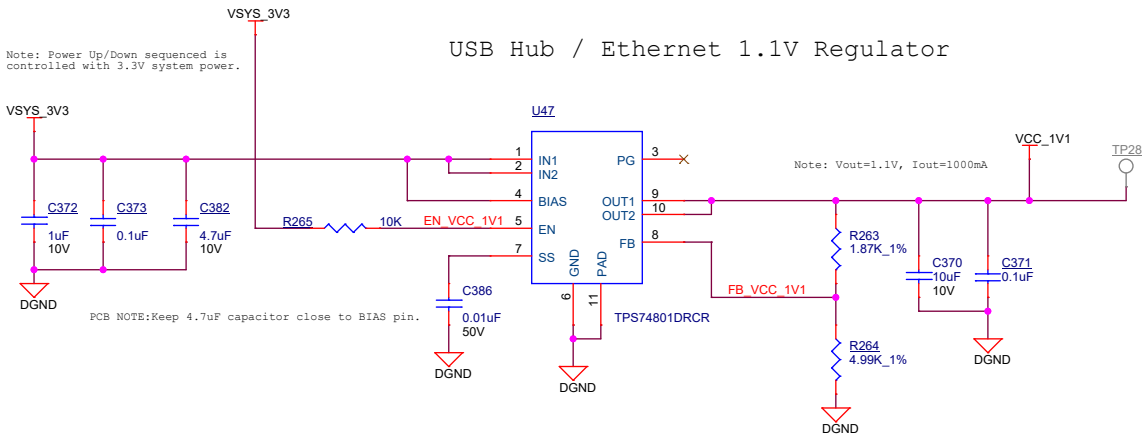 VSYS_3V3
USB Hub / Ethernet 1.1V Regulator
Note: Power Up/Down sequenced is
controlled with 3.3V system power.
VSYS_3V3
U47
VCC_1V1
TP28
Note: Vout=1.1V, Iout=1000mA
1
IN1
2
IN2
4
BIAS
5
EN
7
SS
PG
3
OUT1
9
OUT2
10
FB
8
GND
6
PAD
11
TPS74801DRCR
C372
1uF
10V
C373
0.1uF
C382
4.7uF
10V
R265
10K
EN_VCC_1V1
R263
1.87K_1%
C370
10uF
10V
C371
0.1uF
FB_VCC_1V1
DGND
PCB NOTE:Keep 4.7uF capacitor close to BIAS pin.
C386
0.01uF
50V
DGND
DGND
R264
4.99K_1%
DGND
DGND